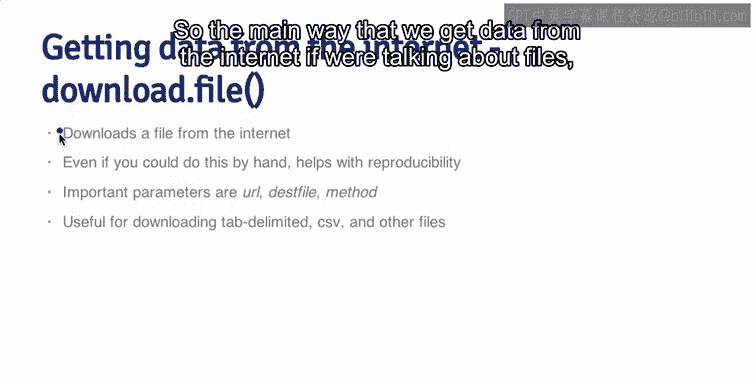 So the main way that we get data from
the internet if were talking about files,
Getting data from the internet -
download.file()
· Downloads a file from the internet
· Even if you could do this by hand, helps with reproducibility
· Important parameters are url, destfile, method
· Useful for downloading tab-delimited, csv, and other files